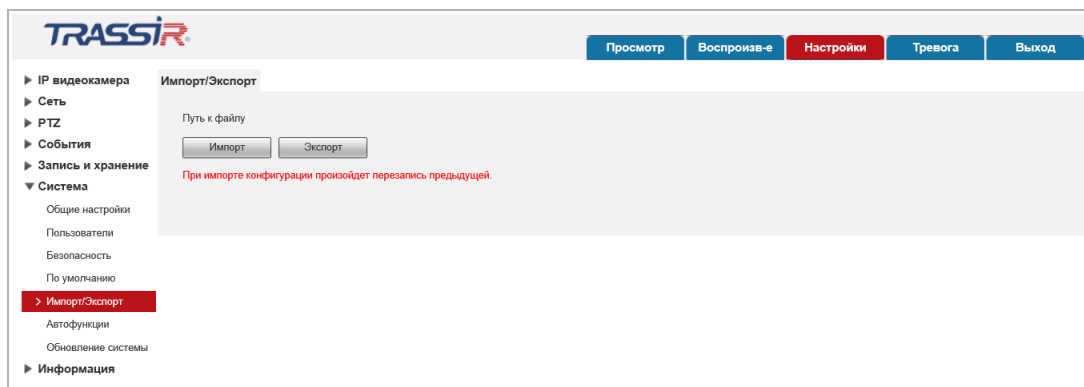 TRASSIR
Просмотр Воспроизв-е Настройки Тревога Выход
IP видеокамера
Сеть
PTZ
События
Запись и хранение
Система
Общие настройки
Пользователи
Безопасность
По умолчанию
Импорт/Экспорт
Автофункции
Обновление системы
Информация
Импорт/Экспорт
Путь к файлу
Импорт Экспорт
При импорте конфигурации произойдет перезапись предыдущей.